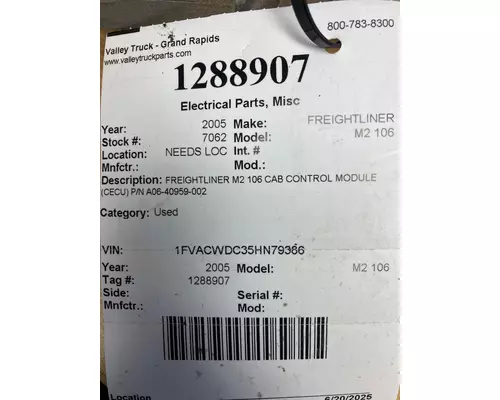 Valley Truck - Grand Rapids 800-783-8300
www.valleytruckparts.com
1288907
Electrical Parts, Misc
Year: 2005 Make: FREIGHTLINER
Stock #: 7062 Model: M2 106
Location: NEEDS LOC Int. #
Mnfctr.: Mod.:
Description: FREIGHTLINER M2 106 CAB CONTROL MODULE
(CECU) P/N A06-40959-002
Category: Used
VIN: 1FVACWDC35HN79366
Year: 2005 Model: M2 106
Tag #: 1288907
Side: Serial #:
Mnfctr.: Mod:
Location 6/20/2025